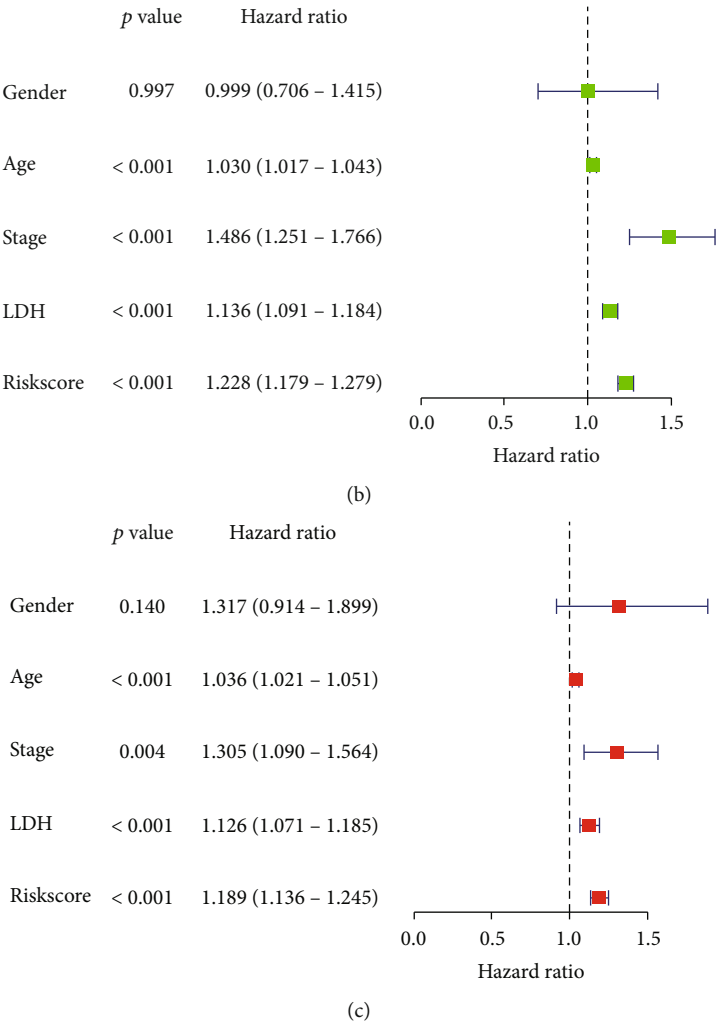 p value Hazard ratio
Gender 0.997 0.999 (0.706 – 1.415)
Age < 0.001 1.030 (1.017 – 1.043)
Stage < 0.001 1.486 (1.251 – 1.766)
LDH < 0.001 1.136 (1.091 – 1.184)
Riskscore < 0.001 1.228 (1.179 – 1.279)
0.0 0.5 1.0 1.5
Hazard ratio
(b)
p value Hazard ratio
Gender 0.140 1.317 (0.914 – 1.899)
Age < 0.001 1.036 (1.021 – 1.051)
Stage 0.004 1.305 (1.090 – 1.564)
LDH < 0.001 1.126 (1.071 – 1.185)
Riskscore < 0.001 1.189 (1.136 – 1.245)
0.0 0.5 1.0 1.5
Hazard ratio
(c)